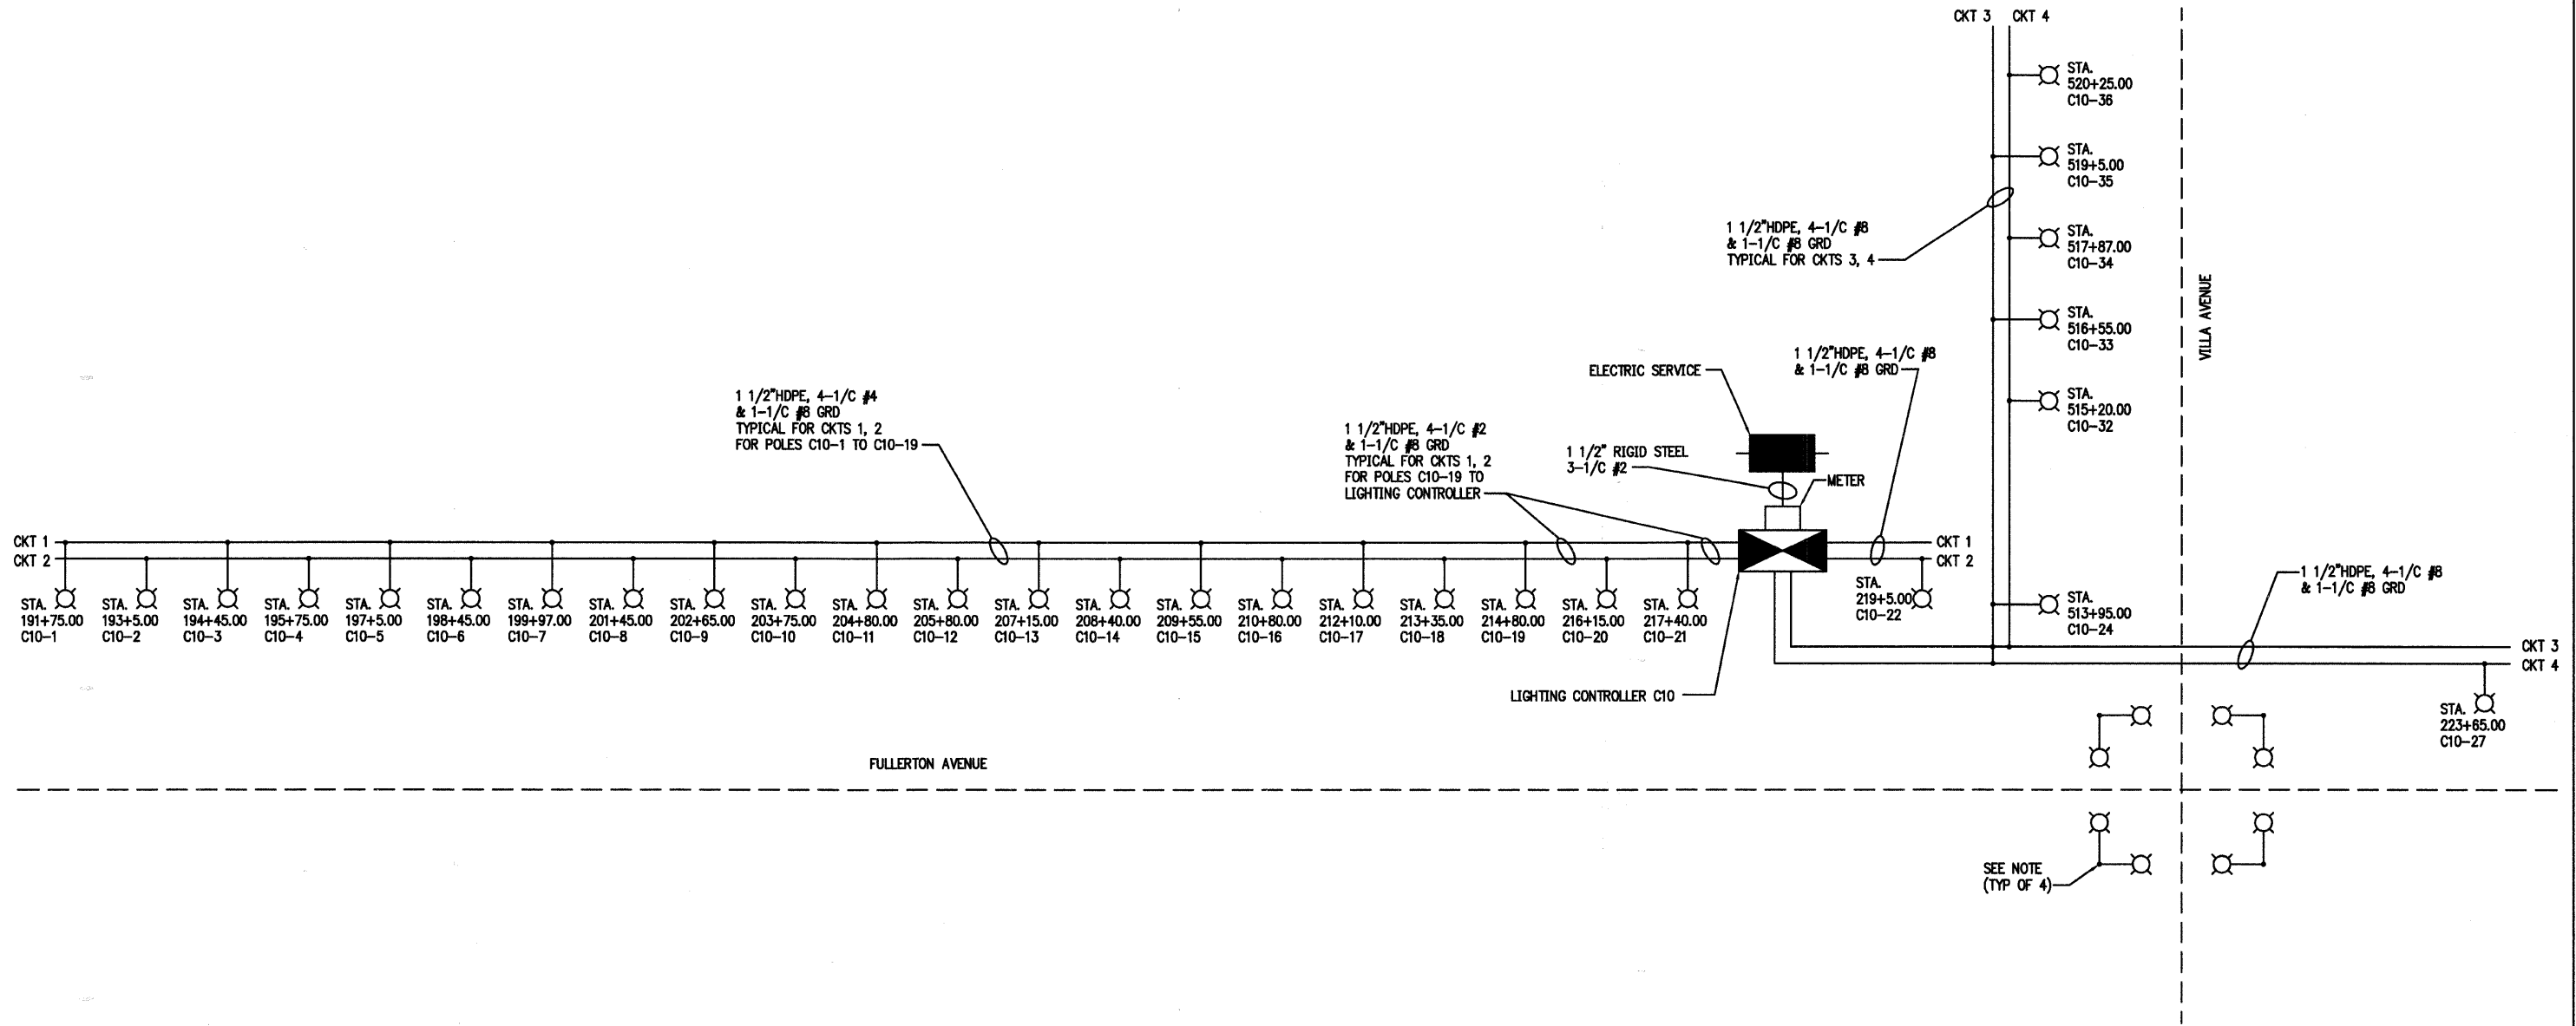 CKT 3 CKT 4
STA.
520+25.00
C10-36
STA.
519+5.00
C10-35
1 1/2"HDPE, 4-1/C #8
& 1-1/C #8 GRD
TYPICAL FOR CKTS 3, 4
STA.
517+87.00
C10-34
VILLA AVENUE
STA.
516+55.00
C10-33
1 1/2"HDPE, 4-1/C #8
& 1-1/C #8 GRD
ELECTRIC SERVICE
STA.
515+20.00
C10-32
1 1/2"HDPE, 4-1/C #4
& 1-1/C #8 GRD
TYPICAL FOR CKTS 1, 2
FOR POLES C10-1 TO C10-19
1 1/2"HDPE, 4-1/C #2
& 1-1/C #8 GRD
TYPICAL FOR CKTS 1, 2
FOR POLES C10-19 TO
LIGHTING CONTROLLER
1 1/2" RIGID STEEL
3-1/C #2
METER
CKT 1
CKT 2
CKT 1
CKT 2
STA.
191+75.00
C10-1
STA.
193+5.00
C10-2
STA.
194+45.00
C10-3
STA.
195+75.00
C10-4
STA.
197+5.00
C10-5
STA.
198+45.00
C10-6
STA.
199+97.00
C10-7
STA.
201+45.00
C10-8
STA.
202+65.00
C10-9
STA.
203+75.00
C10-10
STA.
204+80.00
C10-11
STA.
205+80.00
C10-12
STA.
207+15.00
C10-13
STA.
208+40.00
C10-14
STA.
209+55.00
C10-15
STA.
210+80.00
C10-16
STA.
212+10.00
C10-17
STA.
213+35.00
C10-18
STA.
214+80.00
C10-19
STA.
216+15.00
C10-20
STA.
217+40.00
C10-21
STA.
219+5.00
C10-22
STA.
513+95.00
C10-24
1 1/2"HDPE, 4-1/C #8
& 1-1/C #8 GRD
CKT 3
CKT 4
LIGHTING CONTROLLER C10
STA.
223+65.00
C10-27
FULLERTON AVENUE
SEE NOTE
(TYP OF 4)